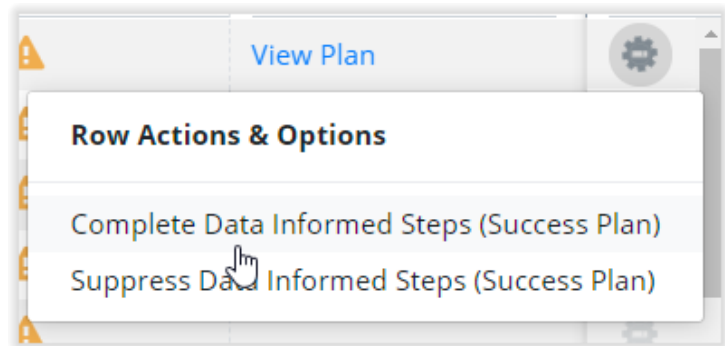 View Plan
Row Actions & Options
Complete Data Informed Steps (Success Plan)
Suppress Data Informed Steps (Success Plan)